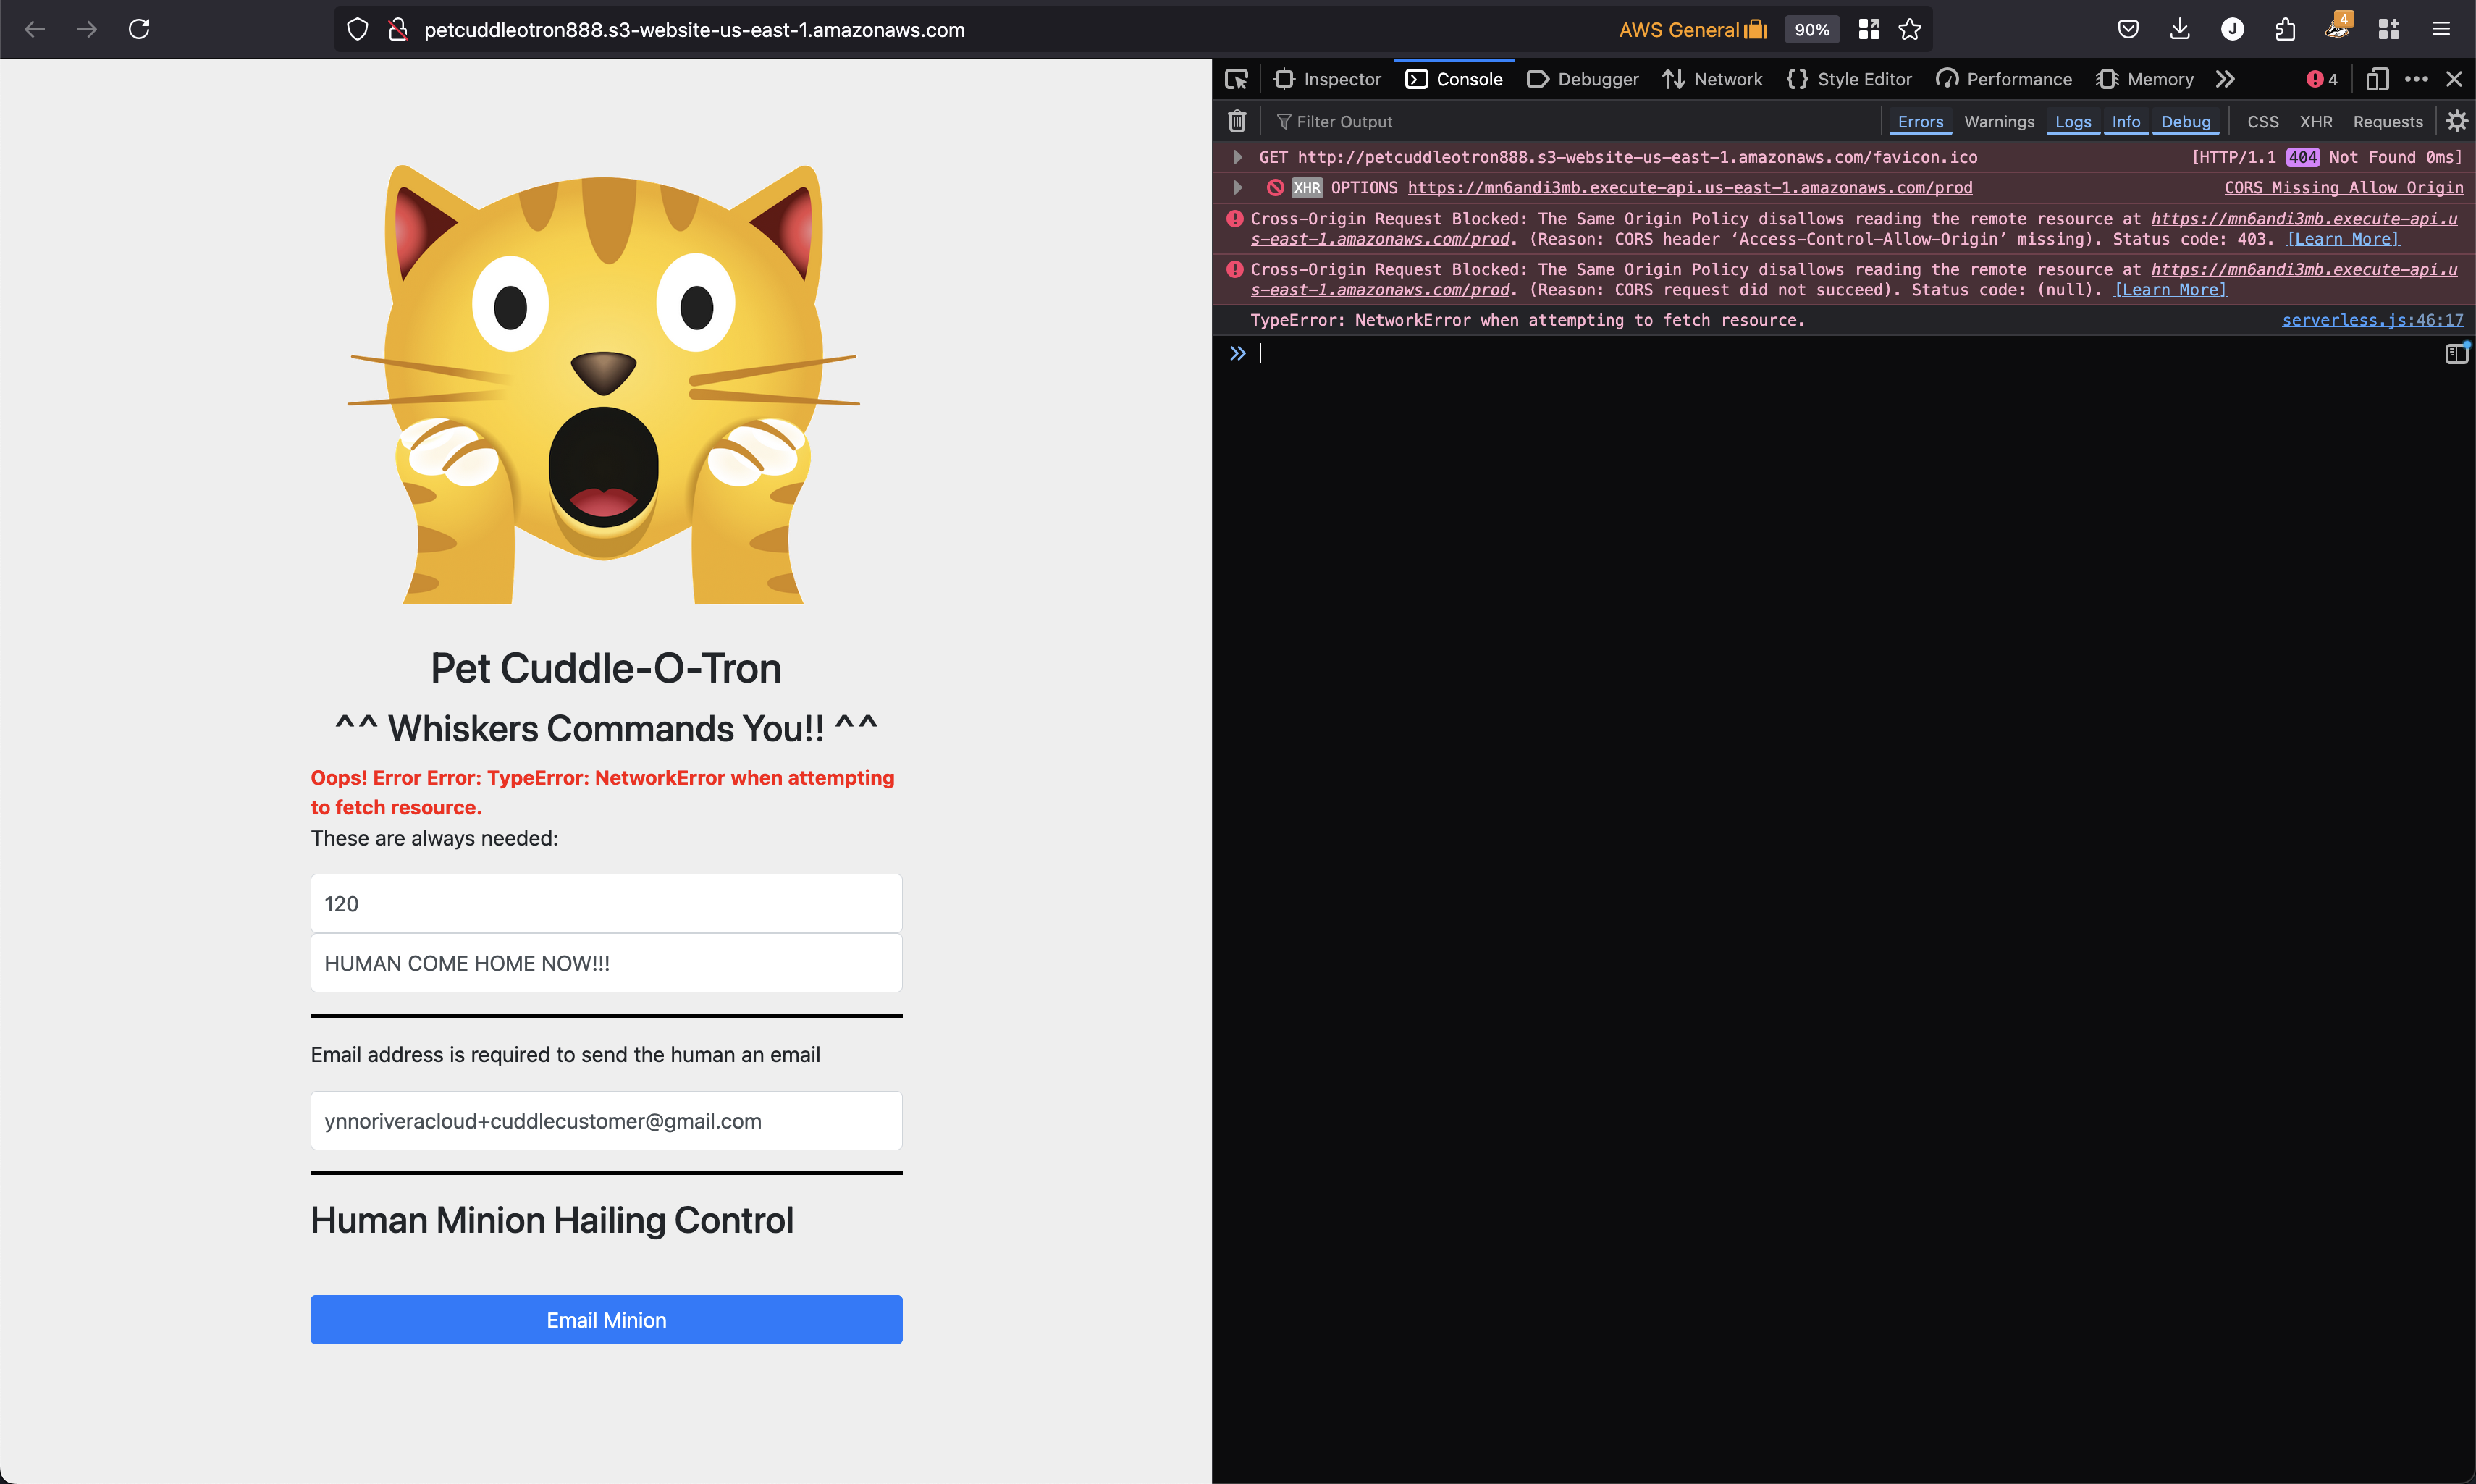 petcuddleotron888.s3-website-us-east-1.amazonaws.com
AWS General
90%
J
4
Pet Cuddle-O-Tron
^^ Whiskers Commands You!! ^^
Oops! Error Error: TypeError: NetworkError when attempting
to fetch resource.
These are always needed:
120
HUMAN COME HOME NOW!!!
Email address is required to send the human an email
ynnoriveracloud+cuddlecustomer@gmail.com
Human Minion Hailing Control
Email Minion
Inspector Console Debugger Network Style Editor Performance Memory 4
Filter Output Errors Warnings Logs Info Debug CSS XHR Requests
GET http://petcuddleotron888.s3-website-us-east-1.amazonaws.com/favicon.ico [HTTP/1.1 404 Not Found 0ms]
XHR OPTIONS https://mn6andi3mb.execute-api.us-east-1.amazonaws.com/prod CORS Missing Allow Origin
Cross-Origin Request Blocked: The Same Origin Policy disallows reading the remote resource at https://mn6andi3mb.execute-api.u
s-east-1.amazonaws.com/prod. (Reason: CORS header ‘Access-Control-Allow-Origin’ missing). Status code: 403. [Learn More]
Cross-Origin Request Blocked: The Same Origin Policy disallows reading the remote resource at https://mn6andi3mb.execute-api.u
s-east-1.amazonaws.com/prod. (Reason: CORS request did not succeed). Status code: (null). [Learn More]
TypeError: NetworkError when attempting to fetch resource. serverless.js:46:17